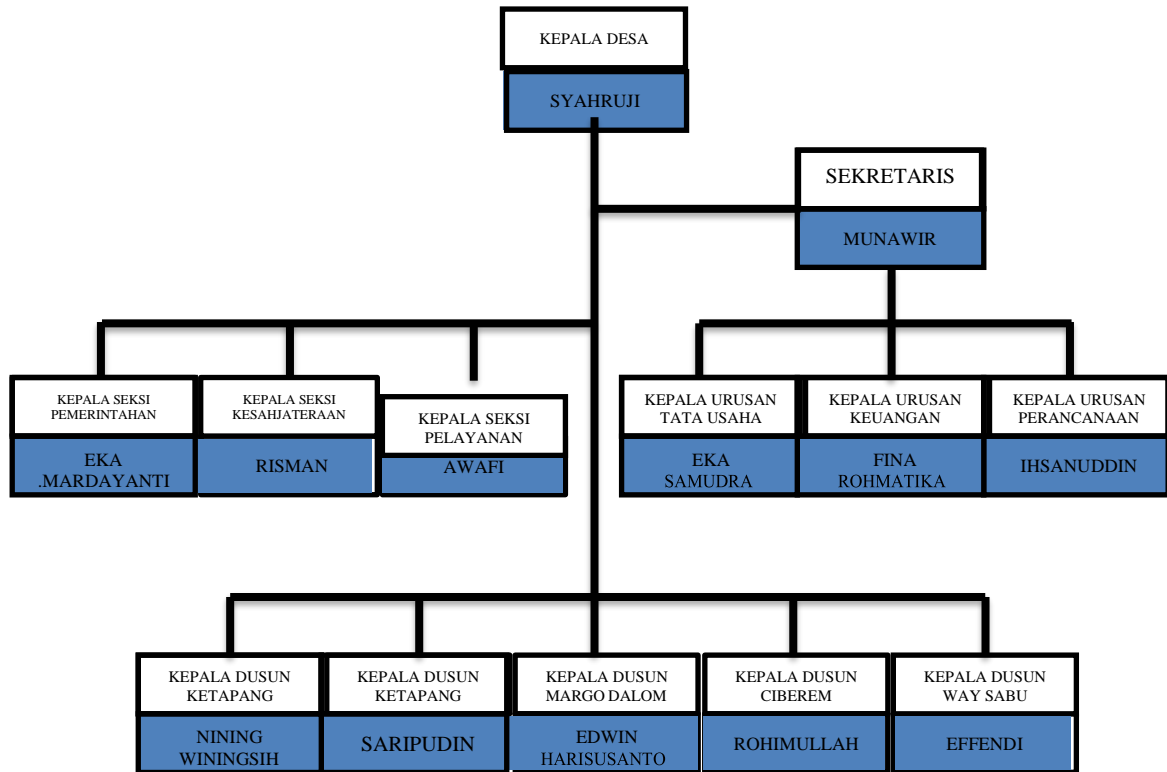 KEPALA DESA
SYAHRUJI
SEKRETARIS
MUNAWIR
KEPALA SEKSI
PEMERINTAHAN
EKA
.MARDAYANTI
KEPALA SEKSI
KESAHJATERAAN
RISMAN
KEPALA SEKSI
PELAYANAN
AWAFI
KEPALA URUSAN
TATA USAHA
EKA
SAMUDRA
KEPALA URUSAN
KEUANGAN
FINA
ROHMATIKA
KEPALA URUSAN
PERANCANAAN
IHSANUDDIN
KEPALA DUSUN
KETAPANG
NINING
WININGSIH
KEPALA DUSUN
KETAPANG
SARIPUDIN
KEPALA DUSUN
MARGO DALOM
EDWIN
HARISUSANTO
KEPALA DUSUN
CIBEREM
ROHIMULLAH
KEPALA DUSUN
WAY SABU
EFFENDI